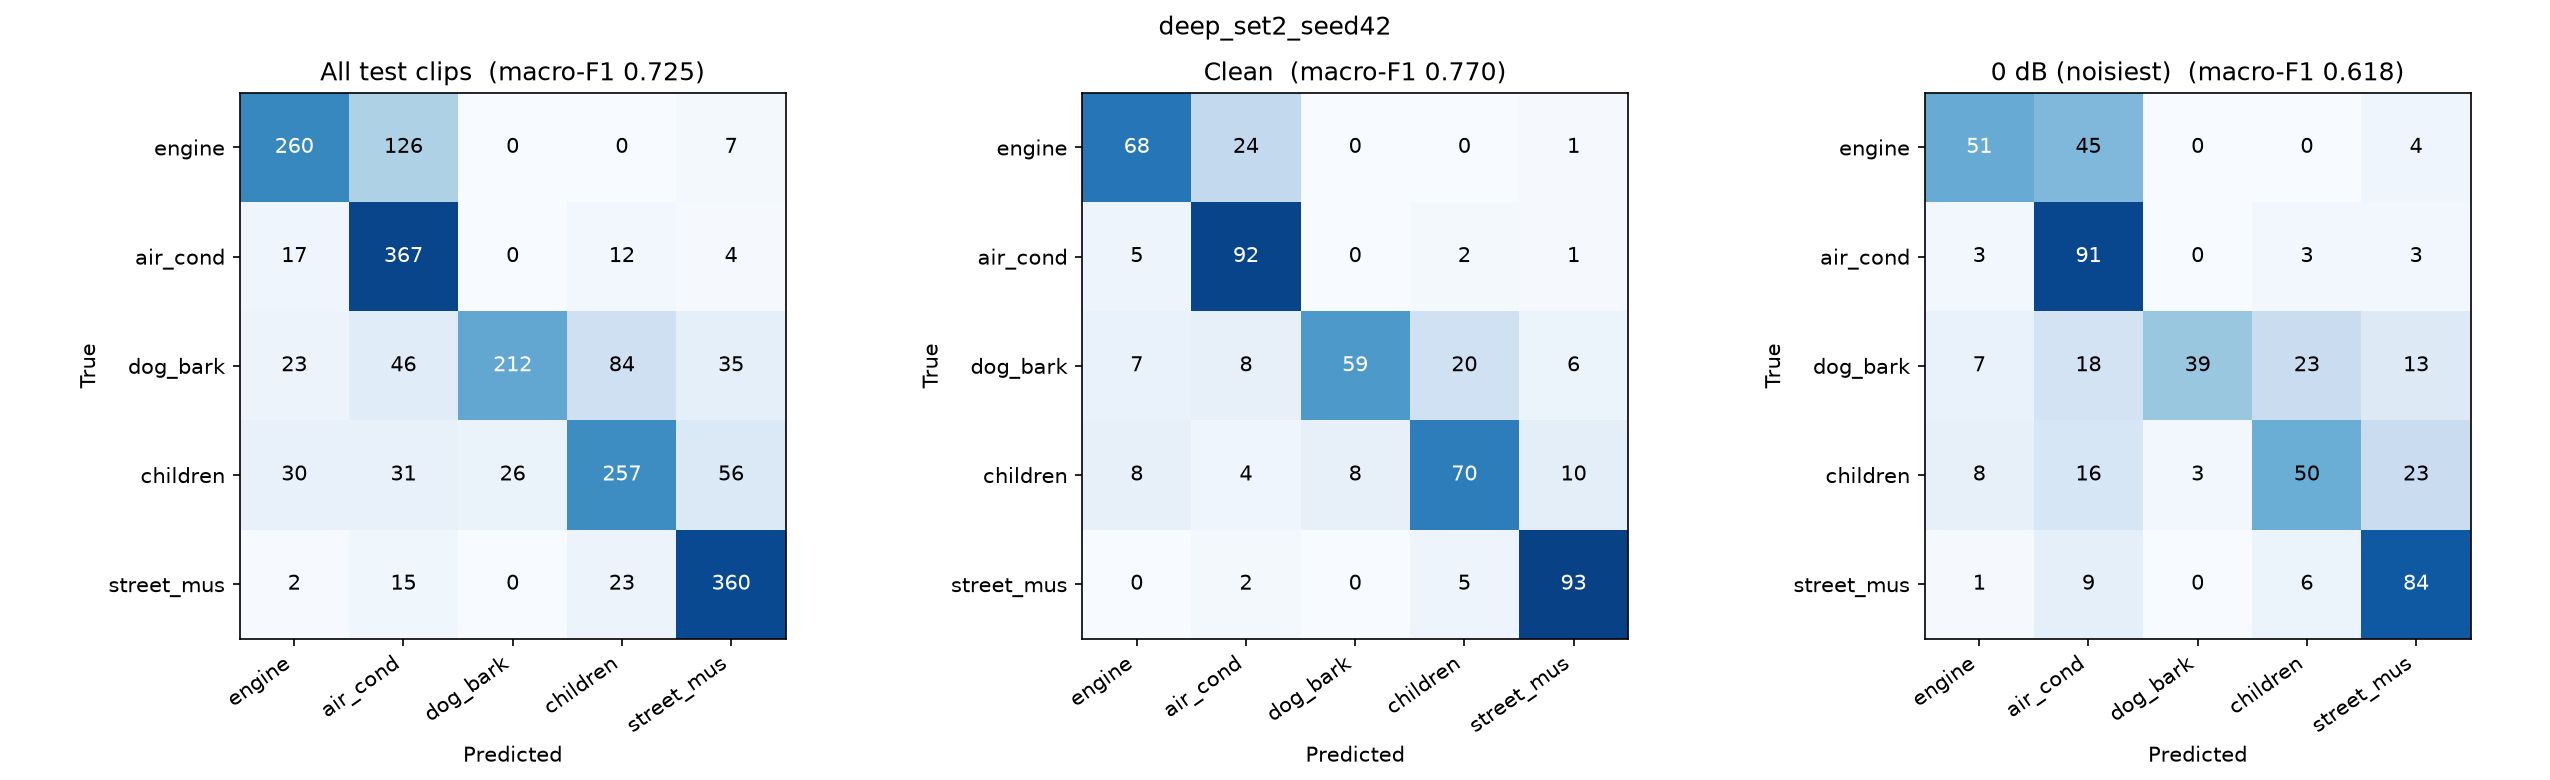 deep_set2_seed42
All test clips (macro-F1 0.725)
engine 260 126 0 0 7
air_cond 17 367 0 12 4
dog_bark 23 46 212 84 35
children 30 31 26 257 56
street_mus 2 15 0 23 360
True
engine air_cond dog_bark children street_mus
Predicted
Clean (macro-F1 0.770)
engine 68 24 0 0 1
air_cond 5 92 0 2 1
dog_bark 7 8 59 20 6
children 8 4 8 70 10
street_mus 0 2 0 5 93
True
engine air_cond dog_bark children street_mus
Predicted
0 dB (noisiest) (macro-F1 0.618)
engine 51 45 0 0 4
air_cond 3 91 0 3 3
dog_bark 7 18 39 23 13
children 8 16 3 50 23
street_mus 1 9 0 6 84
True
engine air_cond dog_bark children street_mus
Predicted